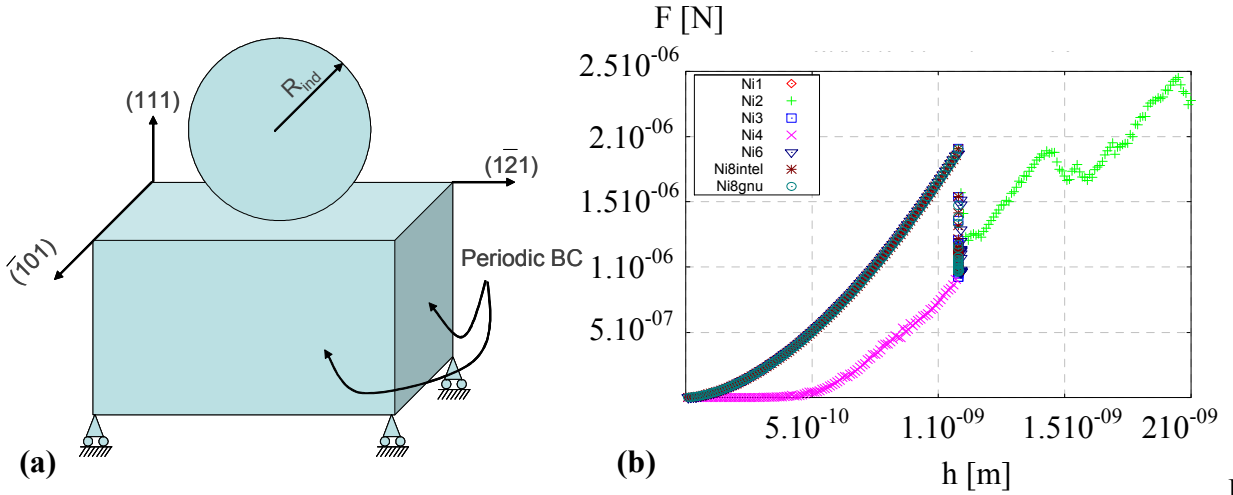 F [N]
R_ind
(111)
(1̅21)
(̅101)
Periodic BC
(a)
2.510⁻⁰⁶
2.10⁻⁰⁶
1.510⁻⁰⁶
1.10⁻⁰⁶
5.10⁻⁰⁷
Ni1
Ni2
Ni3
Ni4
Ni6
Ni8intel
Ni8gnu
5.10⁻¹⁰
1.10⁻⁰⁹
1.510⁻⁰⁹
210⁻⁰⁹
(b)
h [m]